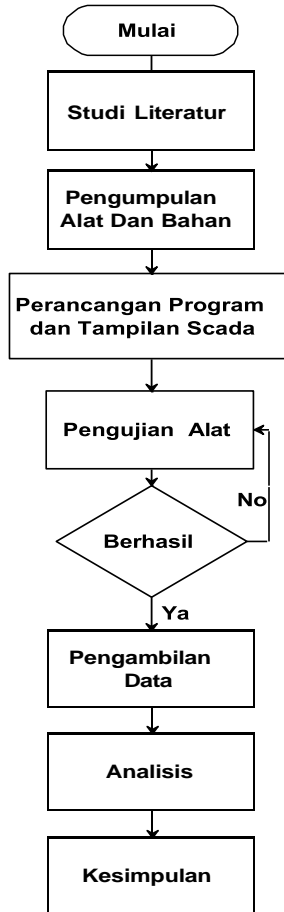 Mulai
Studi Literatur
Pengumpulan
Alat Dan Bahan
Perancangan Program
dan Tampilan Scada
Pengujian Alat
No
Berhasil
Ya
Pengambilan
Data
Analisis
Kesimpulan